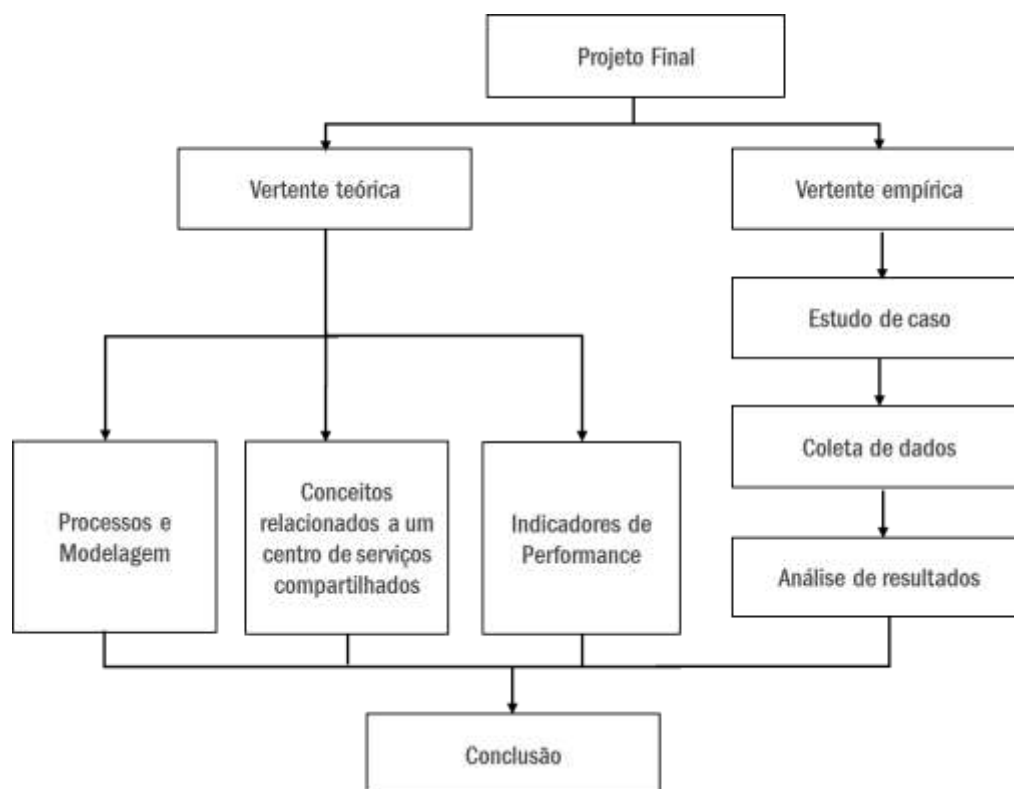 Projeto Final
Vertente teórica
Vertente empírica
Estudo de caso
Coleta de dados
Processos e
Modelagem
Conceitos
relacionados a um
centro de serviços
compartilhados
Indicadores de
Performance
Análise de resultados
Conclusão